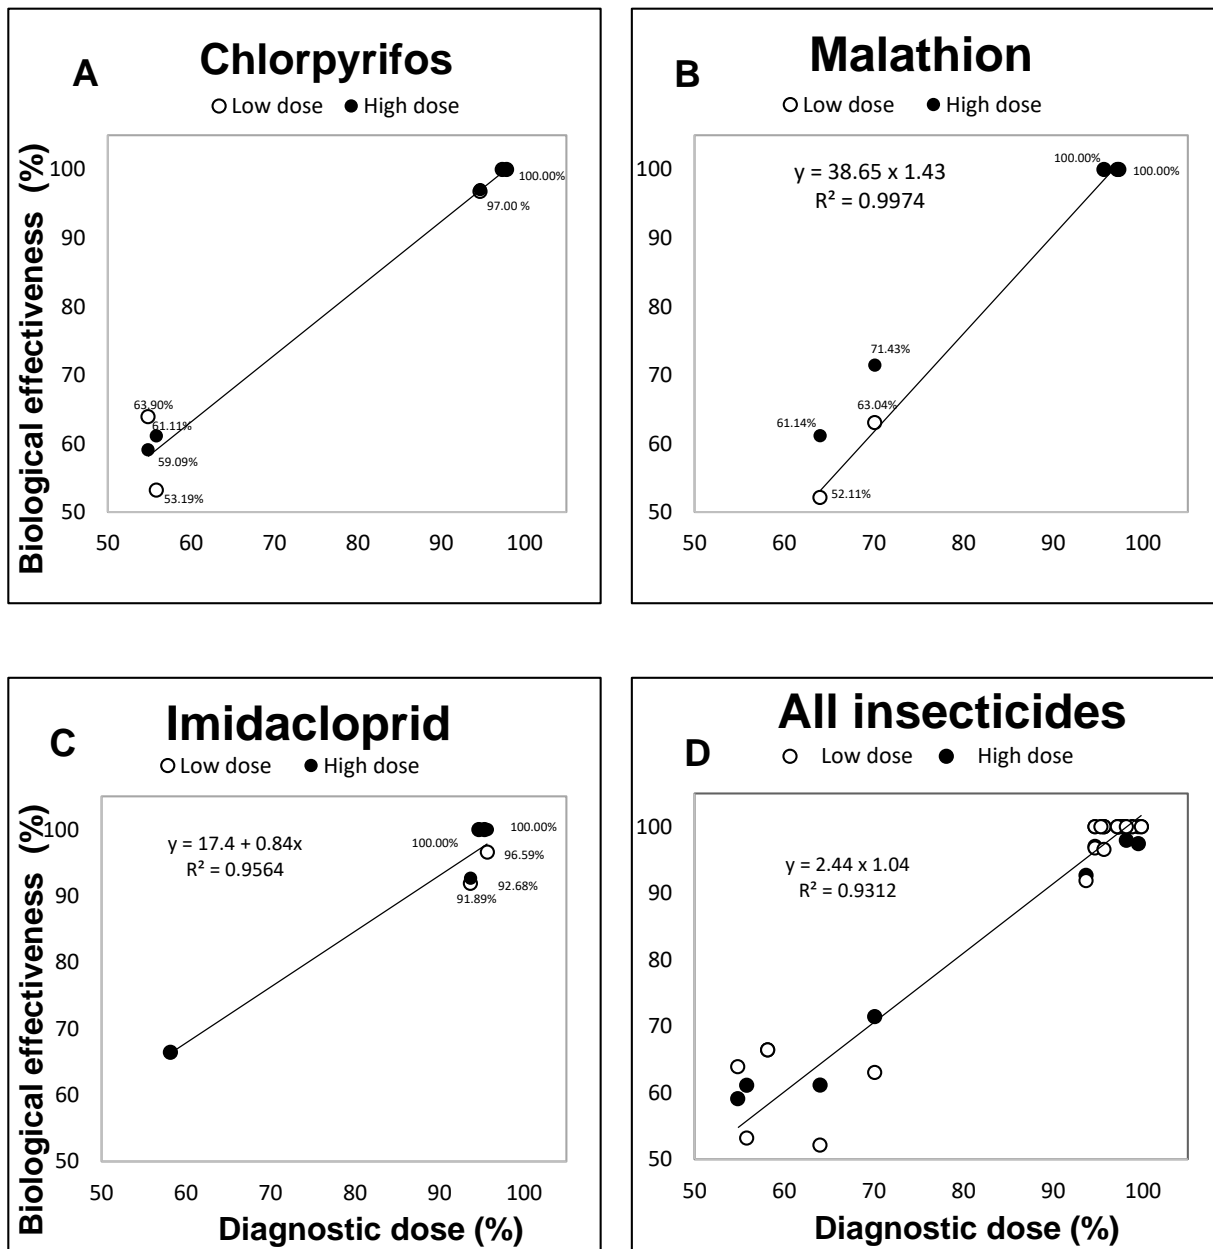 A
Chlorpyrifos
Low dose High dose
Biological effectiveness (%)
100
90
80
70
60
50
50 60 70 80 90 100
100.00%
97.00 %
63.90%
61.11%
59.09%
53.19%
B
Malathion
Low dose High dose
y = 38.65 x 1.43
R² = 0.9974
100
90
80
70
60
50
50 60 70 80 90 100
100.00%
100.00%
71.43%
63.04%
61.14%
52.11%
C
Imidacloprid
Low dose High dose
Biological effectiveness (%)
y = 17.4 + 0.84x
R² = 0.9564
100
90
80
70
60
50
50 60 70 80 90 100
100.00%
100.00%
96.59%
92.68%
91.89%
Diagnostic dose (%)
D
All insecticides
Low dose High dose
y = 2.44 x 1.04
R² = 0.9312
100
90
80
70
60
50
50 60 70 80 90 100
Diagnostic dose (%)